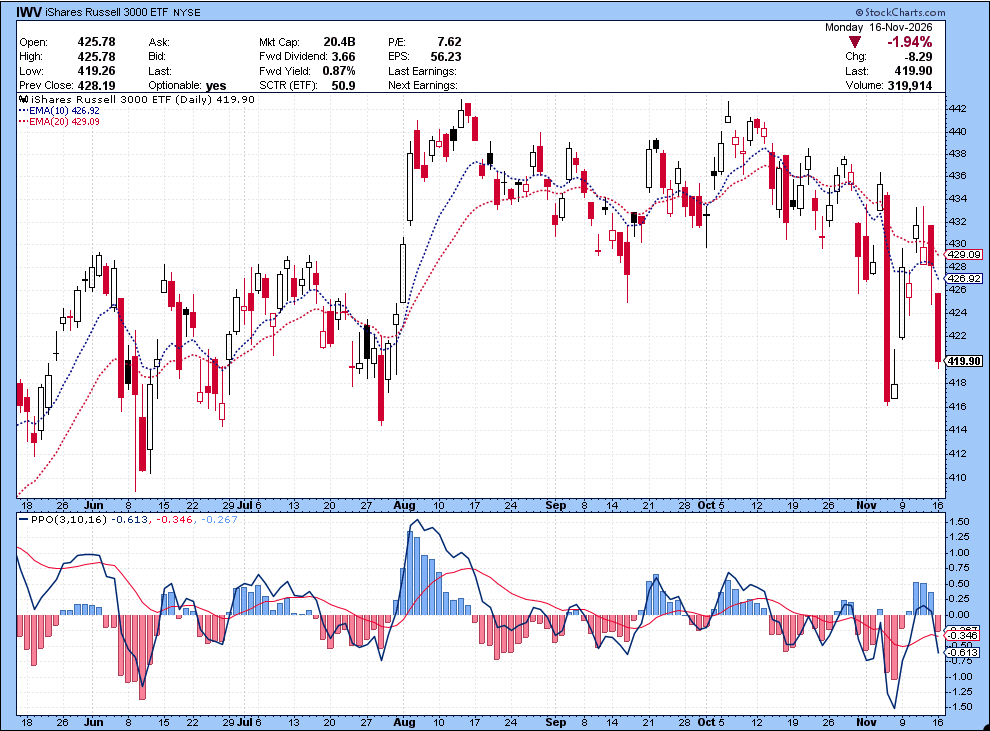 IWV iShares Russell 3000 ETF NYSE © StockCharts.com
Monday 16-Nov-2026
Open: 425.78 Ask: Mkt Cap: 20.4B P/E: 7.62 ▼ -1.94%
High: 425.78 Bid: Fwd Dividend: 3.66 EPS: 56.23 Chg: -8.29
Low: 419.26 Last: Fwd Yield: 0.87% Last Earnings: Last: 419.90
Prev Close: 428.19 Optionable: yes SCTR (ETF): 50.9 Next Earnings: Volume: 319,914
iShares Russell 3000 ETF (Daily) 419.90
EMA(10) 426.92
EMA(20) 429.09
442
440
438
436
434
432
430
429.09
428
426.92
426
424
422
419.90
418
416
414
412
410
18 26 Jun 8 15 22 29 Jul 6 13 20 27 Aug 10 17 24 Sep 8 14 21 28 Oct 5 12 19 26 Nov 9 16
PPO(3,10,16) -0.613, -0.346, -0.267
1.50
1.25
1.00
0.75
0.50
0.25
0.00
-0.346
-0.613
-0.75
-1.00
-1.25
-1.50
18 26 Jun 8 15 22 29 Jul 6 13 20 27 Aug 10 17 24 Sep 8 14 21 28 Oct 5 12 19 26 Nov 9 16